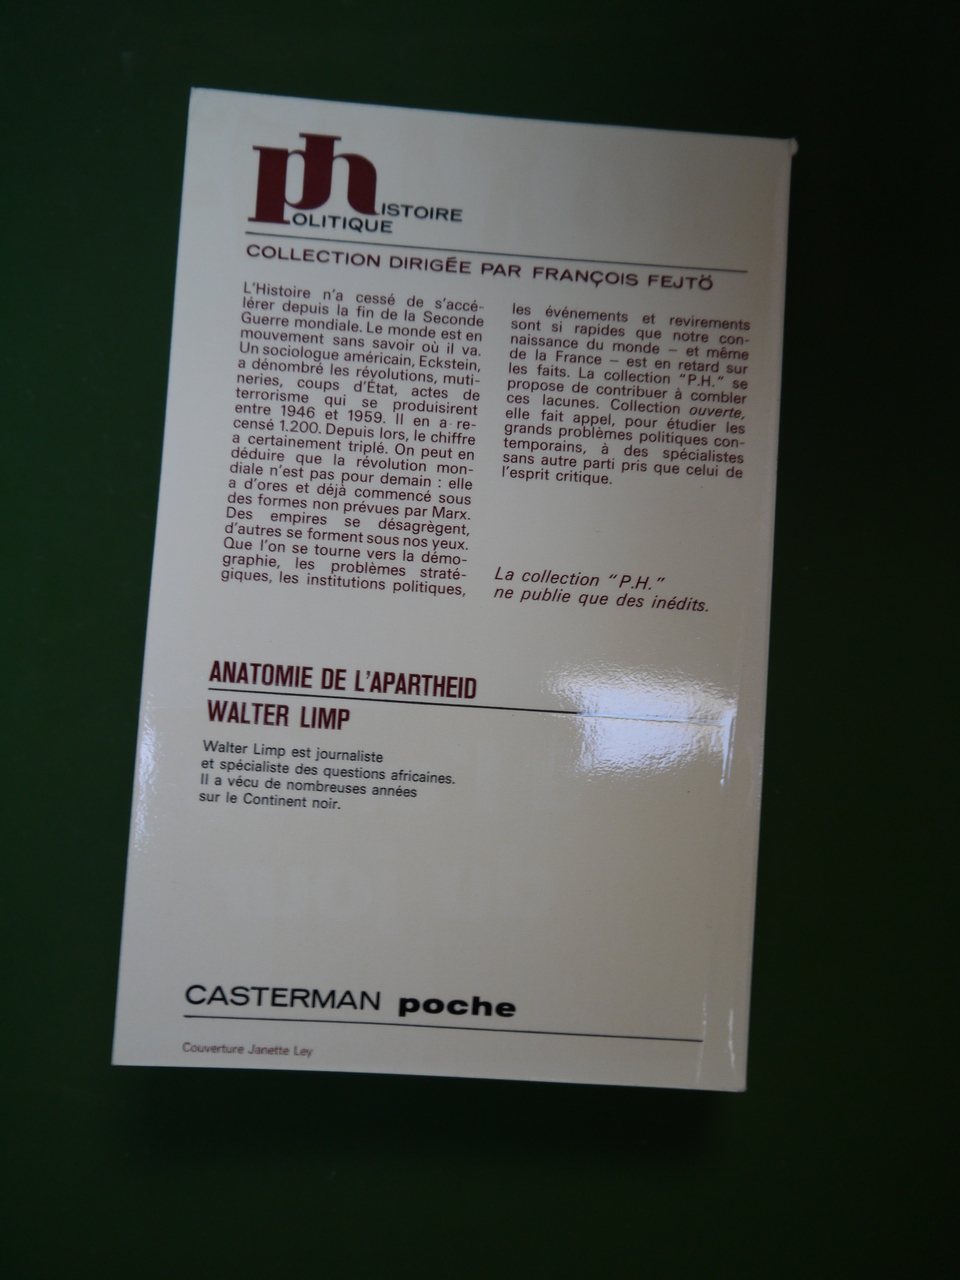 ph
HISTOIRE
POLITIQUE
COLLECTION DIRIGÉE PAR FRANÇOIS FEJTÖ
L'Histoire n'a cessé de s'accé-
lérer depuis la fin de la Seconde
Guerre mondiale. Le monde est en
mouvement sans savoir où il va.
Un sociologue américain, Eckstein,
a dénombré les révolutions, muti-
neries, coups d'État, actes de
terrorisme qui se produisirent
entre 1946 et 1959. Il en a re-
censé 1.200. Depuis lors, le chiffre
a certainement triplé. On peut en
déduire que la révolution mon-
diale n'est pas pour demain : elle
a d'ores et déjà commencé sous
des formes non prévues par Marx.
Des empires se désagrègent,
d'autres se forment sous nos yeux.
Que l'on se tourne vers la démo-
graphie, les problèmes straté-
giques, les institutions politiques,
les événements et revirements
sont si rapides que notre con-
naissance du monde – et même
de la France – est en retard sur
les faits. La collection "P.H." se
propose de contribuer à combler
ces lacunes. Collection ouverte,
elle fait appel, pour étudier les
grands problèmes politiques con-
temporains, à des spécialistes
sans autre parti pris que celui de
l'esprit critique.
La collection "P.H."
ne publie que des inédits.
ANATOMIE DE L'APARTHEID
WALTER LIMP
Walter Limp est journaliste
et spécialiste des questions africaines.
Il a vécu de nombreuses années
sur le Continent noir.
CASTERMAN poche
Couverture Janette Ley